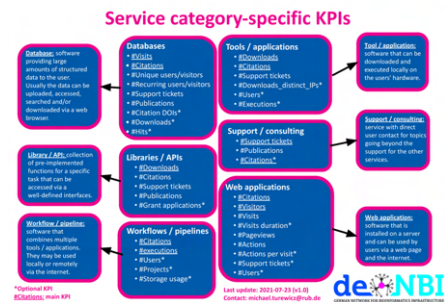 Service category-specific KPIs
Database: software
providing large
amounts of structured
data to the user.
Usually the data can be
uploaded, accessed,
searched and/or
downloaded via a web
browser.
Databases
• #Visits
• #Citations
• #Unique users/visitors
• #Recurring users/visitors
• #Support tickets
• #Publications
• #Citation DOIs*
• #Downloads*
• #Hits*
Tools / applications
• #Downloads
• #Citations
• #Support tickets
• #Downloads_distinct_IPs*
• #Users*
• #Executions*
Tool / application:
software that can be
downloaded and
executed locally on
the users' hardware.
Library / API: collection
of pre-implemented
functions for a specific
task that can be
accessed via a
well-defined interfaces.
Libraries / APIs
• #Downloads
• #Citations
• #Support tickets
• #Publications
• #Grant applications*
Support / consulting
• #Support tickets
• #Publications
• #Citations*
Support / consulting:
service with direct
user contact for topics
going beyond the
support for the other
services.
Workflow / pipeline:
software that
combines multiple
tools / applications.
They may be used
locally or remotely
via the internet.
Workflows / pipelines
• #Citations
• #executions
• #Users*
• #Projects*
• #Storage usage*
Web applications
• #Citations
• #Visitors
• #Visits
• #Visits duration*
• #Pageviews
• #Actions
• #Actions per visit*
• #Support tickets
• #Users*
Web application:
software that is
installed on a server
and can be used by
users via a web page
and the internet.
*Optional KPI
#Citations: main KPI
Last update: 2021-07-23 (v1.0)
Contact: michael.turewicz@rub.de
de NBI
GERMAN NETWORK FOR BIOINFORMATICS INFRASTRUCTURE